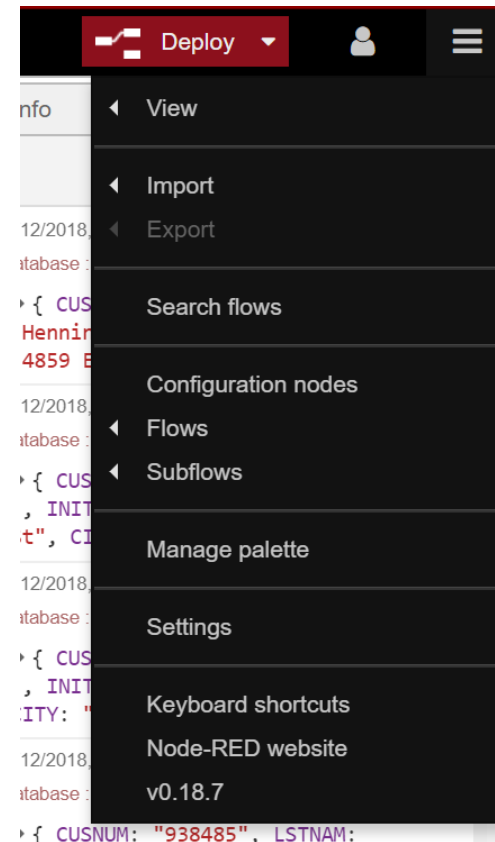 Deploy
nfo
View
Import
12/2018,
Export
atabase :
{ CUS
Search flows
Hennin
4859 E
Configuration nodes
12/2018,
Flows
atabase :
Subflows
{ CUS
, INIT
t", CI
Manage palette
12/2018,
atabase :
Settings
{ CUS
, INIT
ITY: "
Keyboard shortcuts
Node-RED website
12/2018,
v0.18.7
atabase :
{ CUSNUM: "938485", LSTNAM: